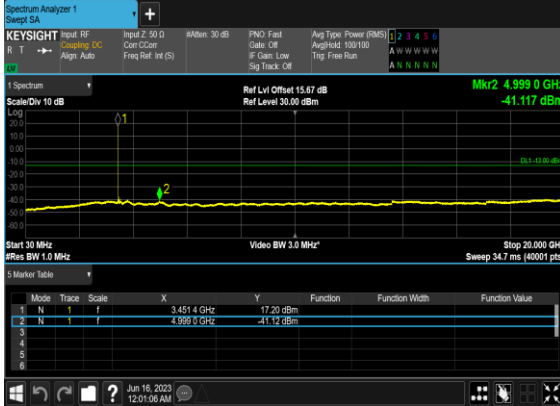 Spectrum Analyzer 1
Swept SA
+
KEYSIGHT
R T
Input: RF
Coupling: DC
Align: Auto
Input Z: 50 Ω
Corr CCorr
Freq Ref: Int (S)
#Atten: 30 dB
PNO: Fast
Gate: Off
IF Gain: Low
Sig Track: Off
Avg Type: Power (RMS)
Avg|Hold: 100/100
Trig: Free Run
1 2 3 4 5 6
A W W W W W
A N N N N N
1 Spectrum
Scale/Div 10 dB
Ref Lvl Offset 15.67 dB
Ref Level 30.00 dBm
Mkr2 4.999 0 GHz
-41.117 dBm
Log
20.0
10.0
0.00
-10.0
-20.0
-30.0
-40.0
-50.0
-60.0
1
2
DL1 -13.00 dBm
Start 30 MHz
#Res BW 1.0 MHz
Video BW 3.0 MHz*
Stop 20.000 GHz
Sweep 34.7 ms (40001 pts)
5 Marker Table
Mode Trace Scale X Y Function Function Width Function Value
1 N 1 f 3.451 4 GHz 17.20 dBm
2 N 1 f 4.999 0 GHz -41.12 dBm
3
4
5
6
?
Jun 16, 2023
12:01:06 AM